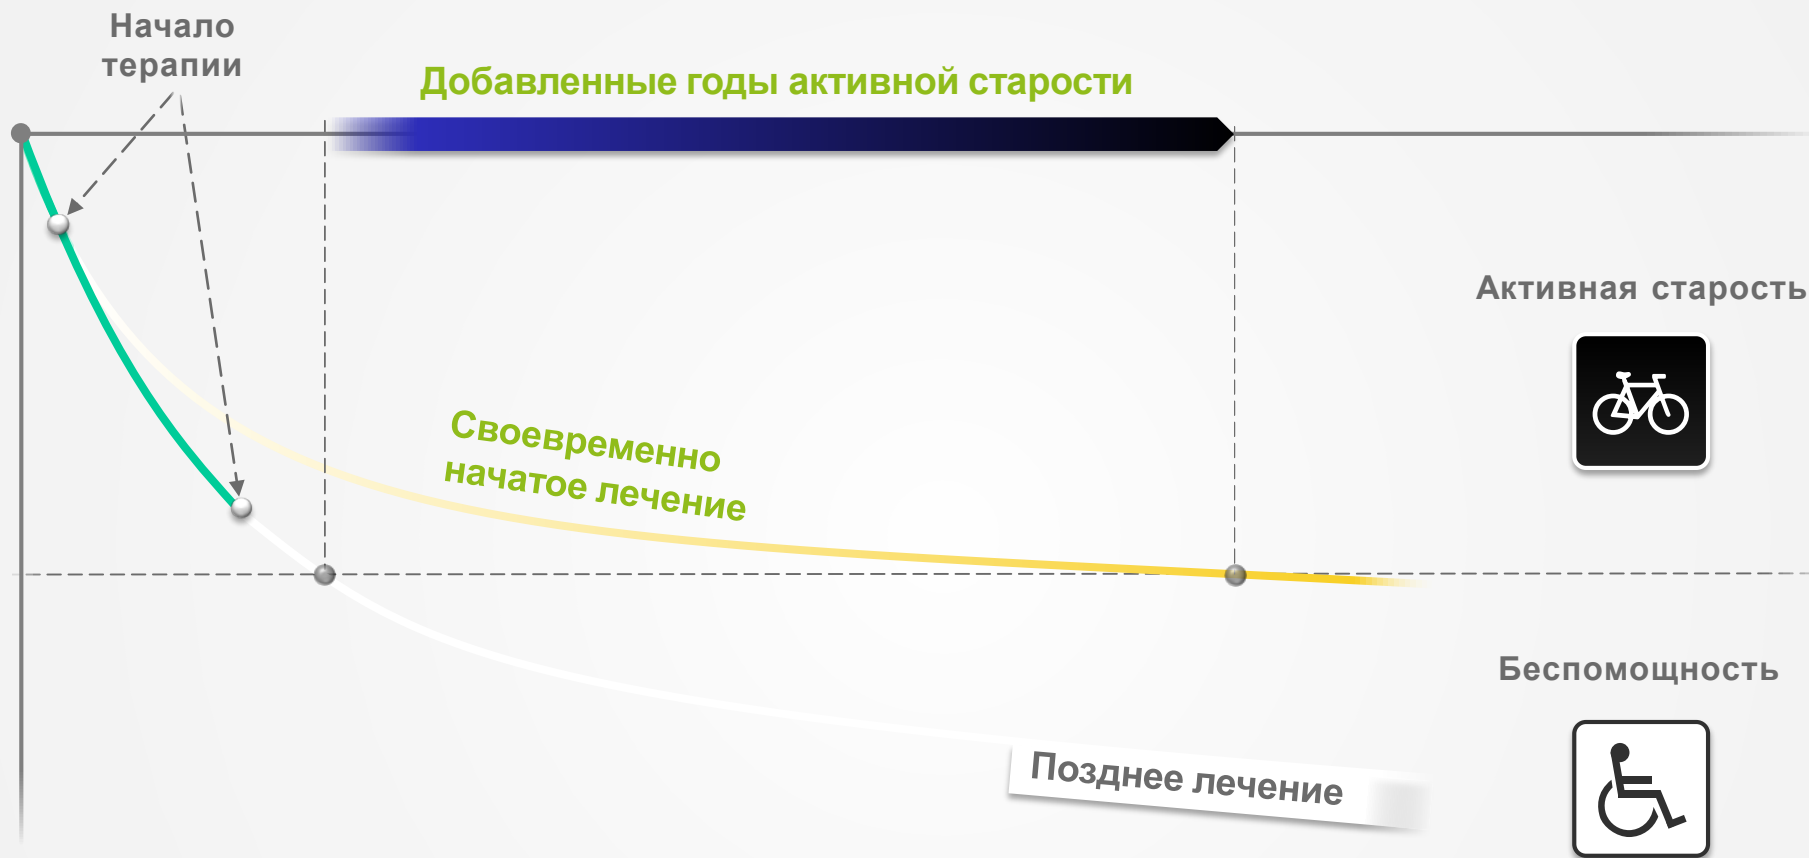 Начало
терапии
Добавленные годы активной старости
Активная старость
Своевременно
начатое лечение
Беспомощность
Позднее лечение